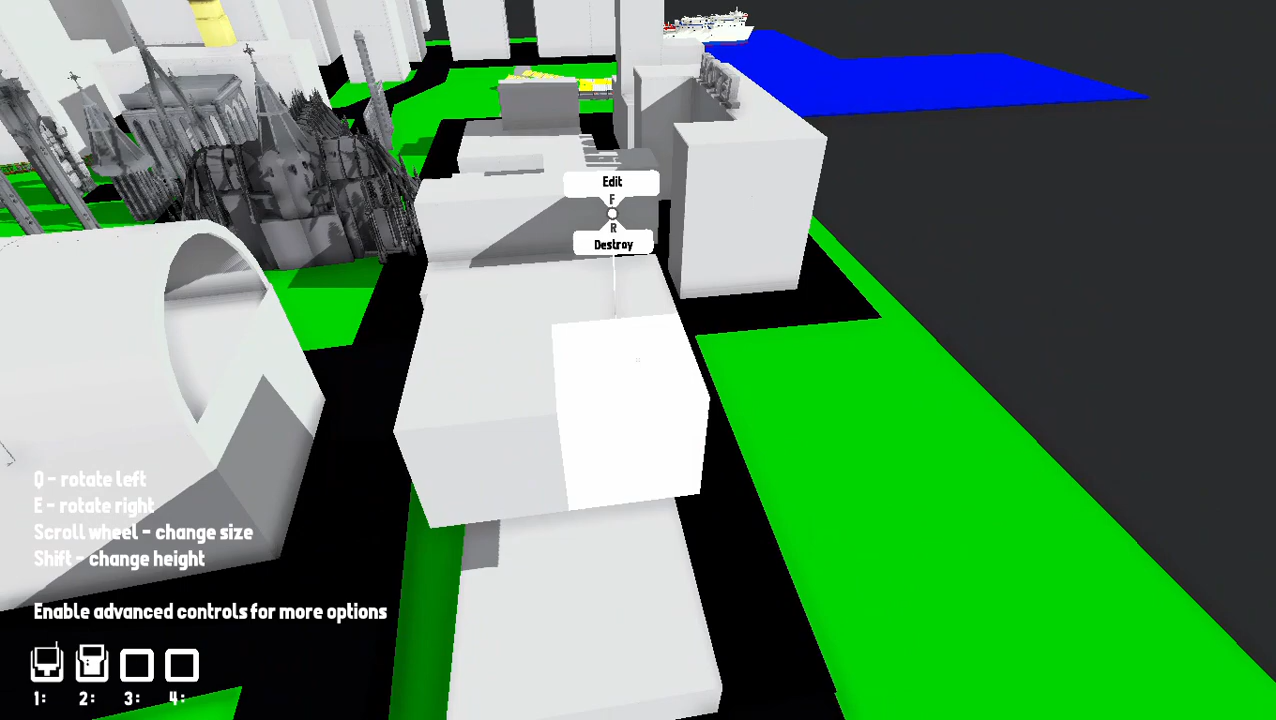 Edit
F
R
Destroy
Q - rotate left
E - rotate right
Scroll wheel - change size
Shift - change height
Enable advanced controls for more options
1: 2: 3: 4: